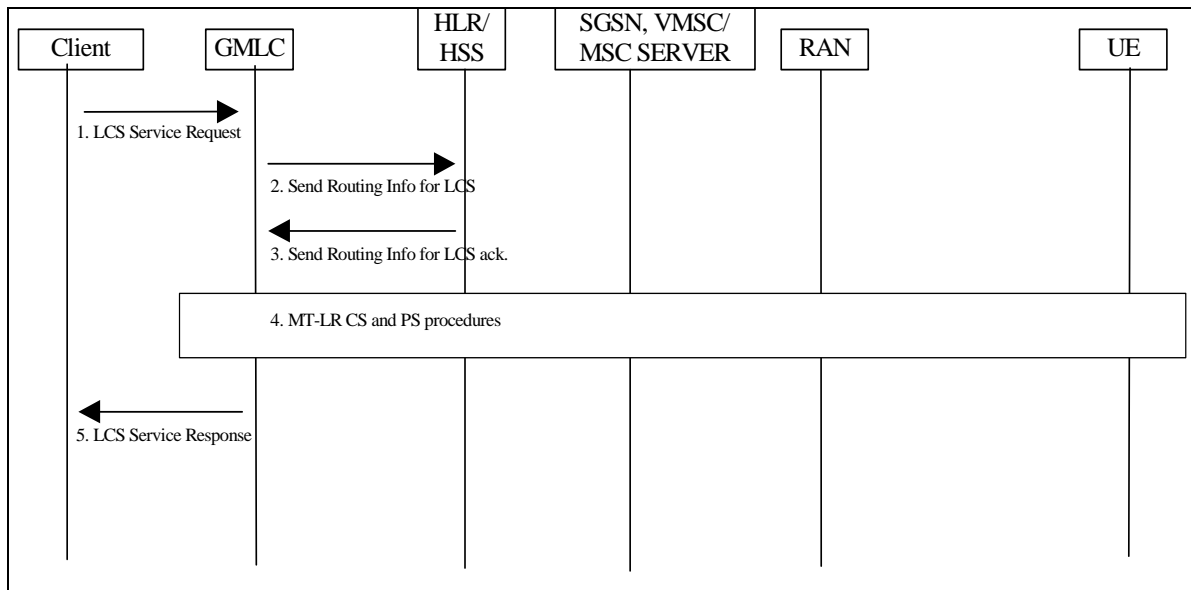 Client
GMLC
HLR/
HSS
SGSN, VMSC/
MSC SERVER
RAN
UE
1. LCS Service Request
2. Send Routing Info for LCS
3. Send Routing Info for LCS ack.
4. MT-LR CS and PS procedures
5. LCS Service Response